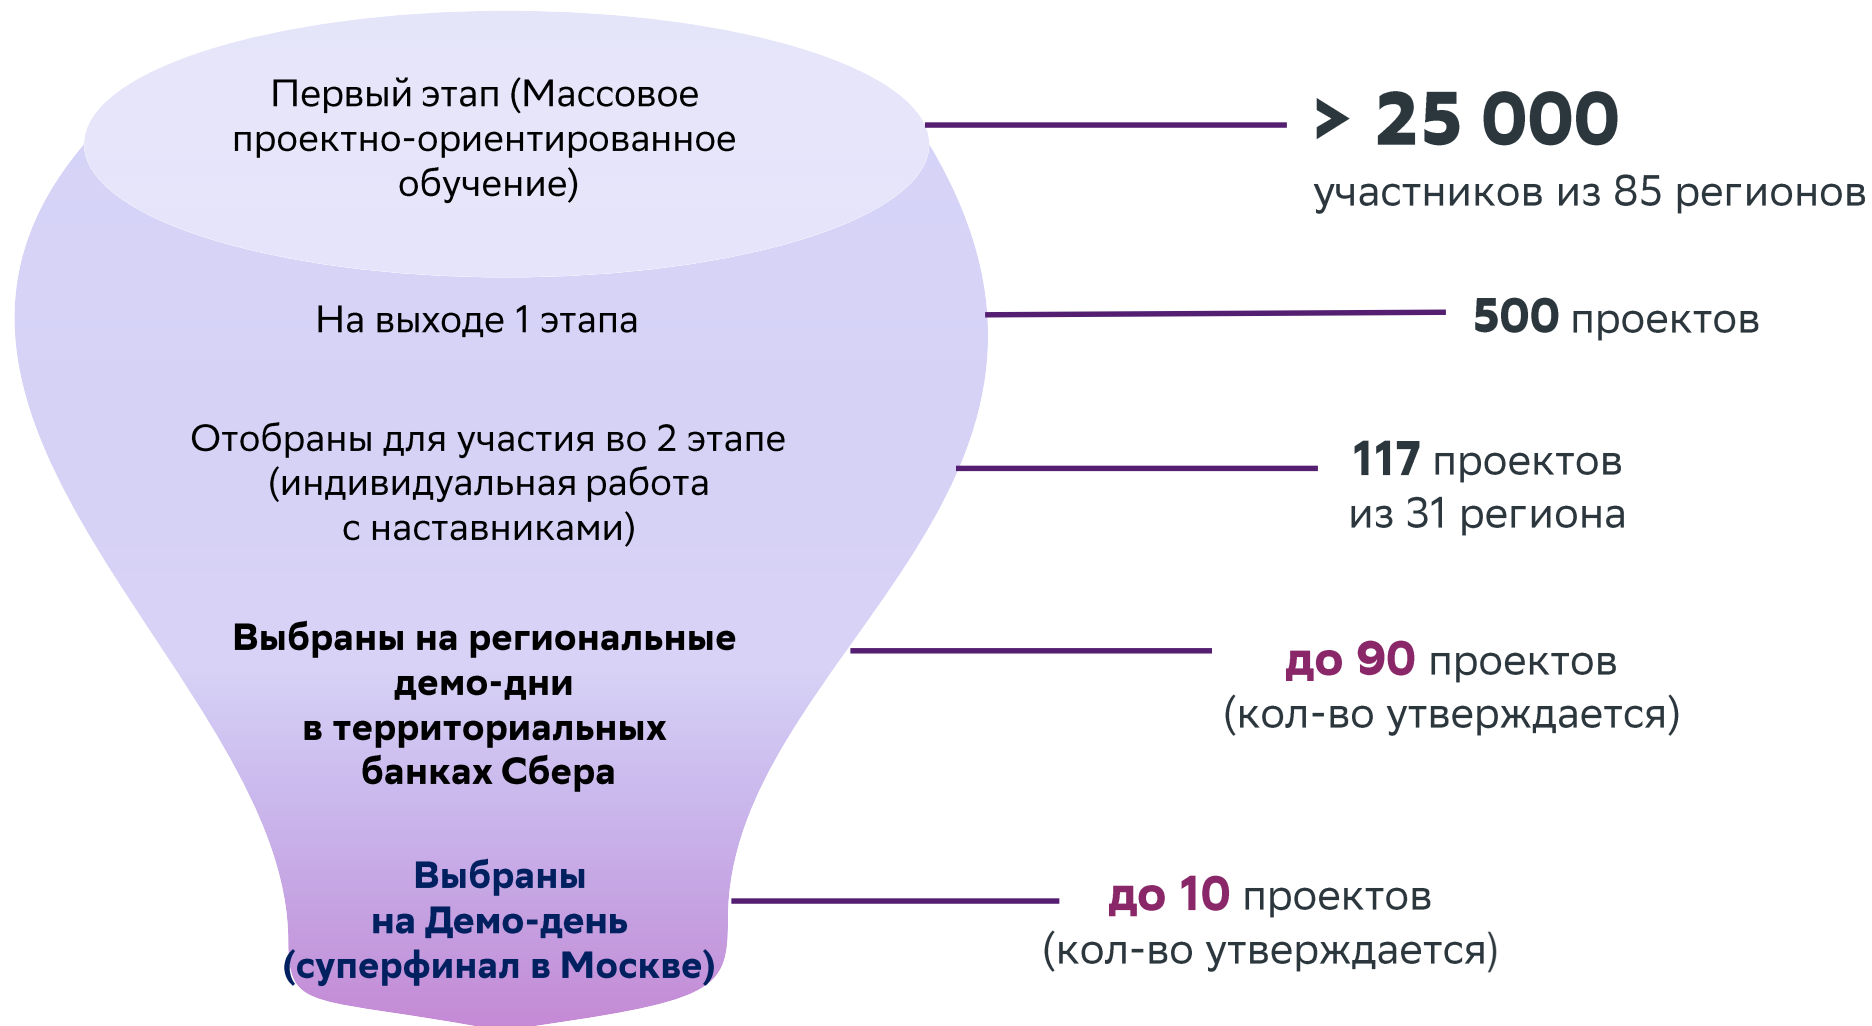 Первый этап (Массовое
проектно-ориентированное
обучение)
> 25 000
участников из 85 регионов
На выходе 1 этапа
500 проектов
Отобраны для участия во 2 этапе
(индивидуальная работа
с наставниками)
117 проектов
из 31 региона
Выбраны на региональные
демо-дни
в территориальных
банках Сбера
до 90 проектов
(кол-во утверждается)
Выбраны
на Демо-день
(суперфинал в Москве)
до 10 проектов
(кол-во утверждается)